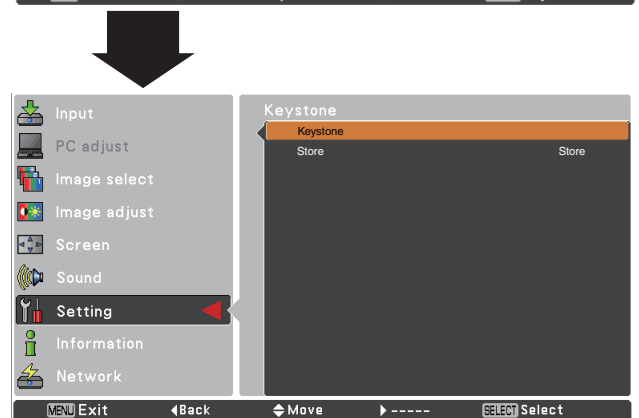 Input
PC adjust
Image select
Image adjust
Screen
Sound
Setting
Information
Network
Keystone
Keystone
Store Store
MENU Exit Back Move ----- SELECT Select